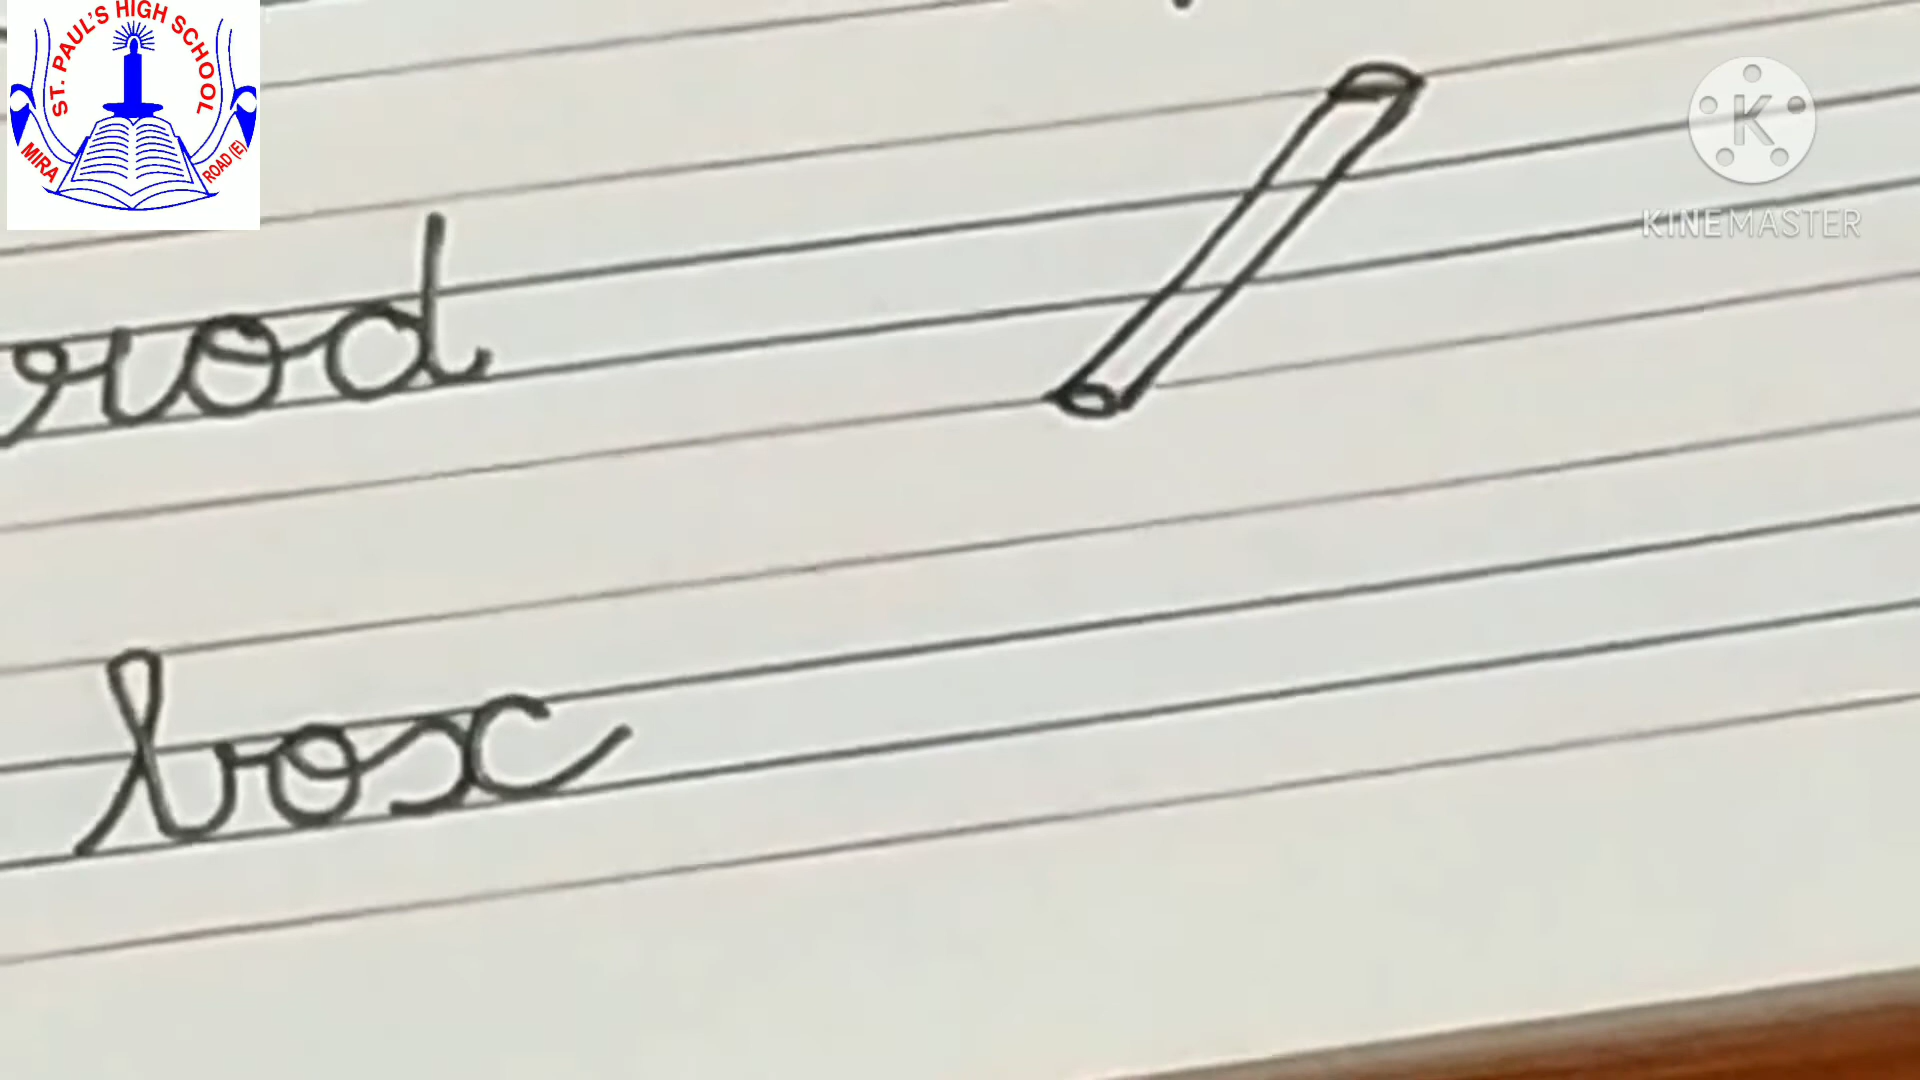 ST. PAUL'S HIGH SCHOOL
MIRA ROAD (E)
K
KINEMASTER
rod
box